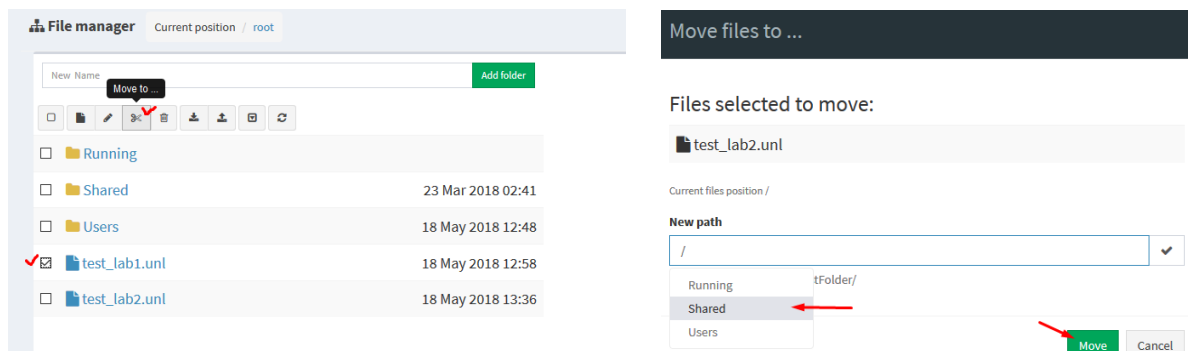 File manager Current position / root
New Name Add folder
Move to ...
Running
Shared 23 Mar 2018 02:41
Users 18 May 2018 12:48
test_lab1.unl 18 May 2018 12:58
test_lab2.unl 18 May 2018 13:36
Move files to ...
Files selected to move:
test_lab2.unl
Current files position /
New path
/
tFolder/
Running
Shared
Users
Move Cancel